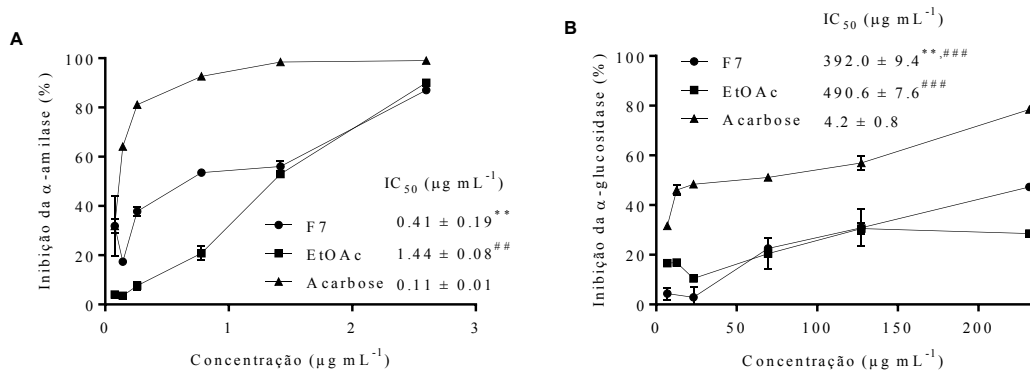 A
Inibição da α-amilase (%)
100
80
60
40
20
0
0 1 2 3
Concentração (µg mL⁻¹)
IC₅₀ (µg mL⁻¹)
F7 0.41 ± 0.19**
EtOAc 1.44 ± 0.08##
Acarbose 0.11 ± 0.01
B
Inibição da α-glucosidase (%)
100
80
60
40
20
0
0 50 100 150 200
Concentração (µg mL⁻¹)
IC₅₀ (µg mL⁻¹)
F7 392.0 ± 9.4**,###
EtOAc 490.6 ± 7.6###
Acarbose 4.2 ± 0.8